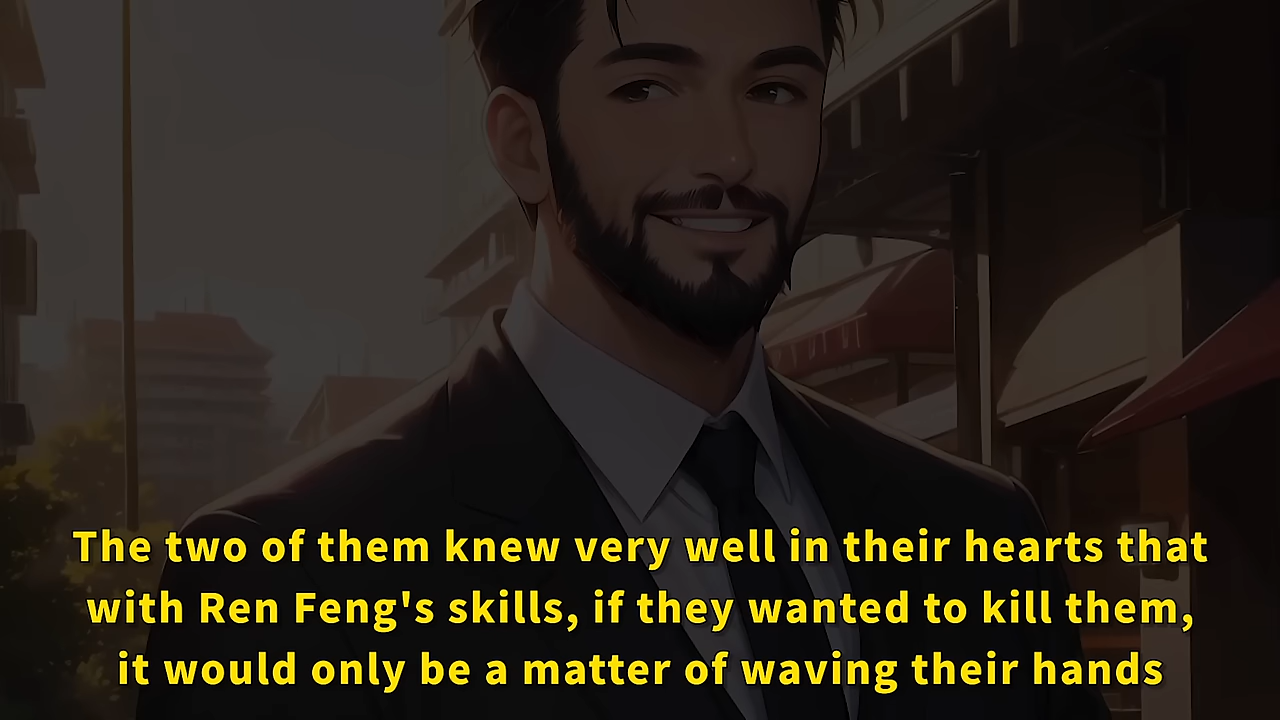 The two of them knew very well in their hearts that
with Ren Feng's skills, if they wanted to kill them,
it would only be a matter of waving their hands